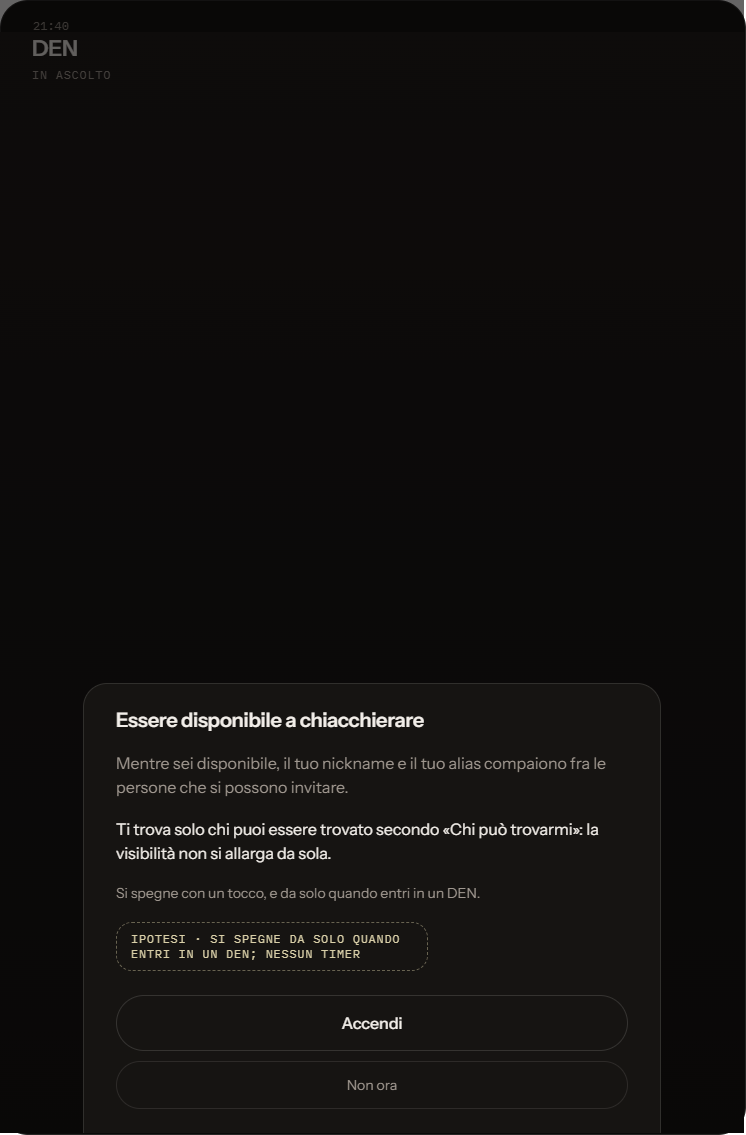 21:40
DEN
IN ASCOLTO
Essere disponibile a chiacchierare
Mentre sei disponibile, il tuo nickname e il tuo alias compaiono fra le
persone che si possono invitare.
Ti trova solo chi puoi essere trovato secondo «Chi può trovarmi»: la
visibilità non si allarga da sola.
Si spegne con un tocco, e da solo quando entri in un DEN.
IPOTESI · SI SPEGNE DA SOLO QUANDO
ENTRI IN UN DEN; NESSUN TIMER
Accendi
Non ora